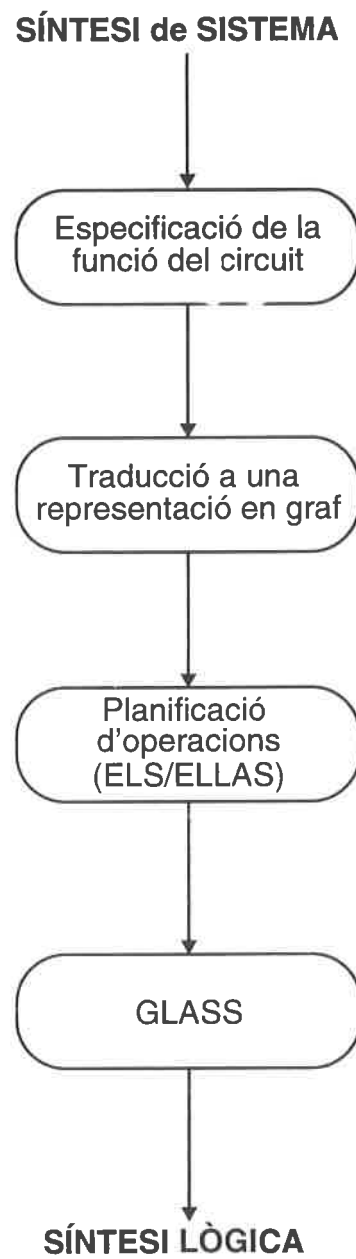 SÍNTESI de SISTEMA
Especificació de la
funció del circuit
Traducció a una
representació en graf
Planificació
d'operacions
(ELS/ELLAS)
GLASS
SÍNTESI LÒGICA